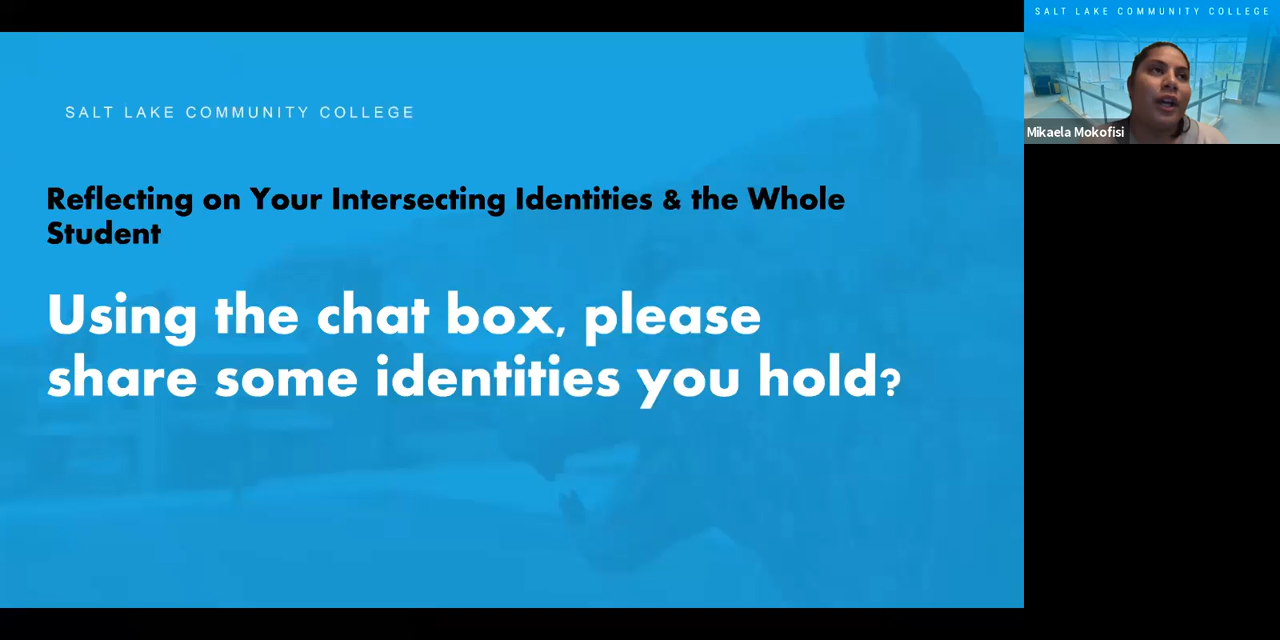 SALT LAKE COMMUNITY COLLEGE
SALT LAKE COMMUNITY COLLEGE
Mikaela Mokofisi
Reflecting on Your Intersecting Identities & the Whole
Student
Using the chat box, please
share some identities you hold?